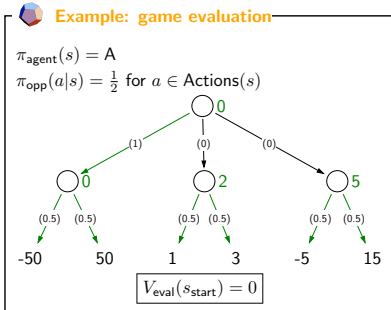 Example: game evaluation
π_agent(s) = A
π_opp(a|s) = 1/2 for a ∈ Actions(s)
0
(1) (0) (0)
0 2 5
(0.5) (0.5) (0.5) (0.5) (0.5) (0.5)
-50 50 1 3 -5 15
V_eval(s_start) = 0